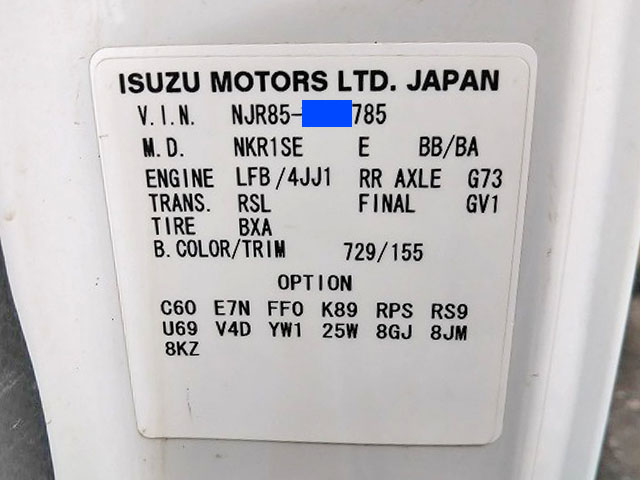 ISUZU MOTORS LTD. JAPAN
V.I.N. NJR85- 785
M.D. NKR1SE E BB/BA
ENGINE LFB/4JJ1 RR AXLE G73
TRANS. RSL FINAL GV1
TIRE BXA
B.COLOR/TRIM 729/155
OPTION
C60 E7N FF0 K89 RPS RS9
U69 V4D YW1 25W 8GJ 8JM
8KZ